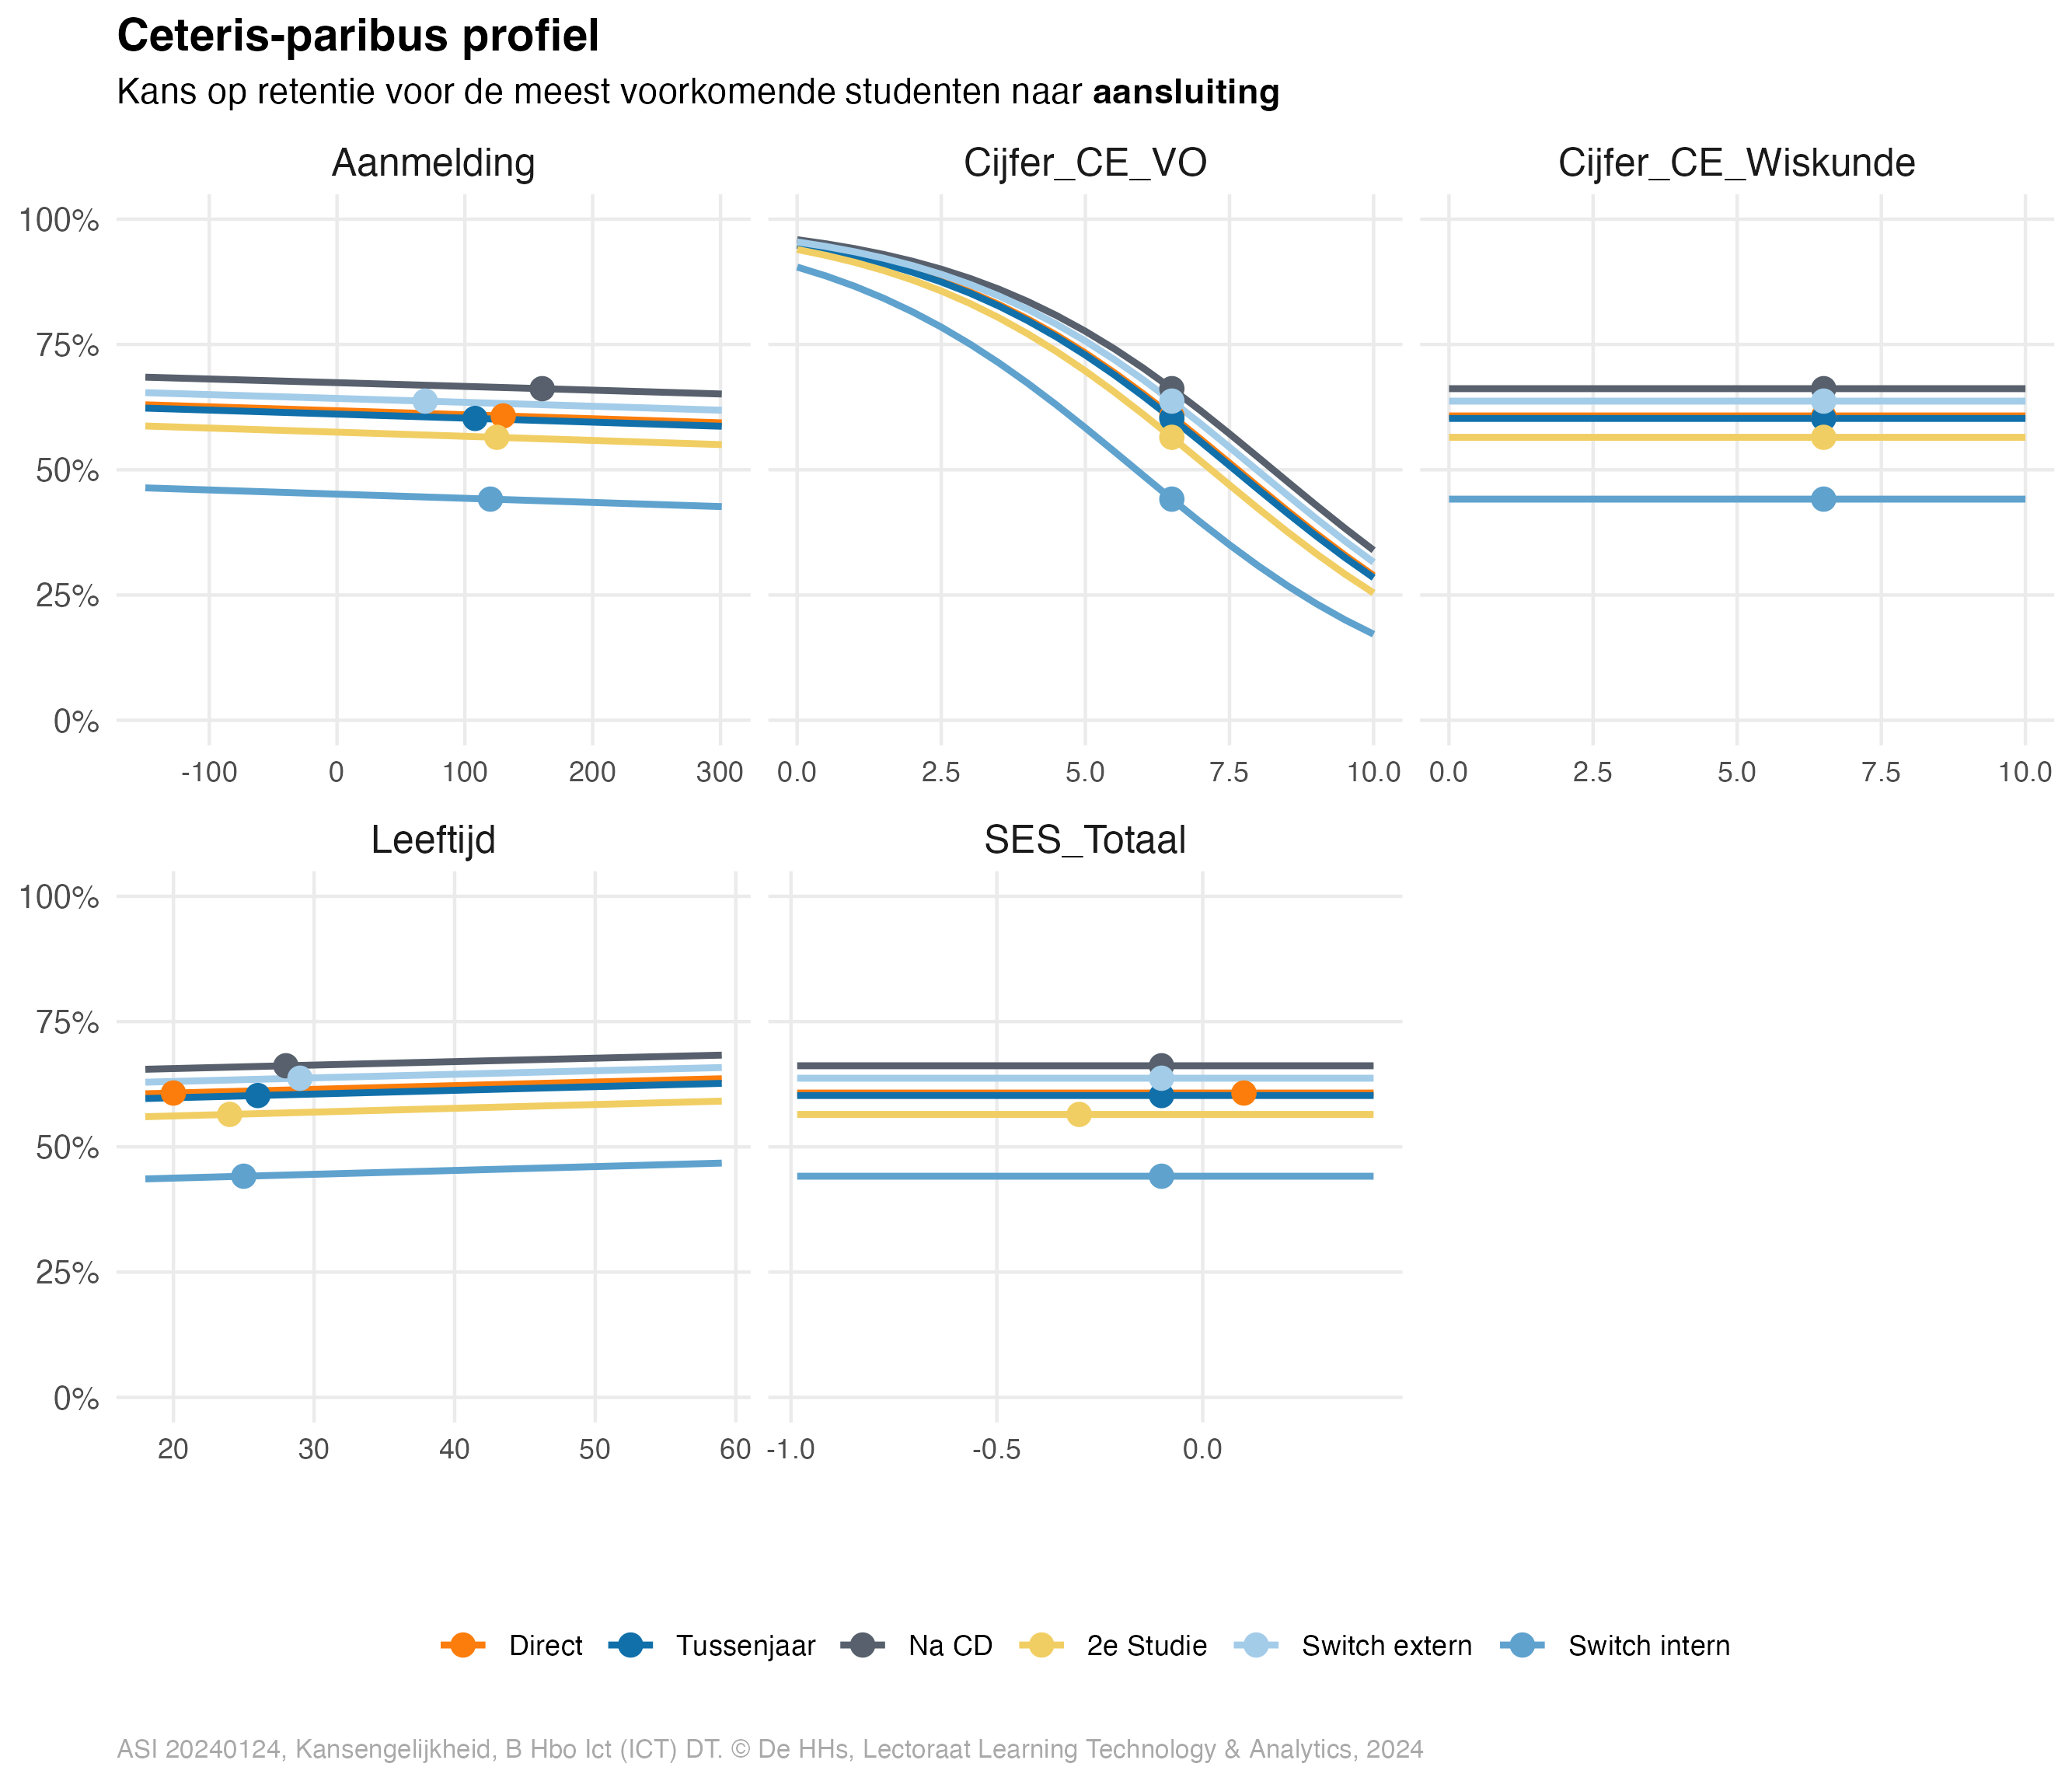 Ceteris-paribus profiel
Kans op retentie voor de meest voorkomende studenten naar aansluiting
Aanmelding
Cijfer_CE_VO
Cijfer_CE_Wiskunde
100%
75%
50%
25%
0%
-100 0 100 200 300
0.0 2.5 5.0 7.5 10.0
0.0 2.5 5.0 7.5 10.0
Leeftijd
SES_Totaal
100%
75%
50%
25%
0%
20 30 40 50 60
-1.0 -0.5 0.0
Direct Tussenjaar Na CD 2e Studie Switch extern Switch intern
ASI 20240124, Kansengelijkheid, B Hbo Ict (ICT) DT. © De HHs, Lectoraat Learning Technology & Analytics, 2024